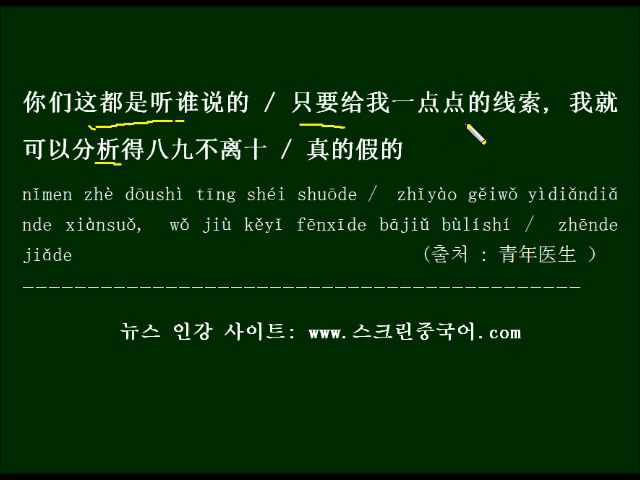 你们这都是听谁说的 / 只要给我一点点的线索, 我就
可以分析得八九不离十 / 真的假的
nǐmen zhè dōushì tīng shéi shuōde / zhǐyào gěiwǒ yìdiǎndiǎ
nde xiànsuǒ, wǒ jiù kěyǐ fēnxīde bājiǔ bùlíshí / zhēnde
jiǎde (출처 : 青年医生 )
--------------------------------------------
뉴스 인강 사이트: www.스크린중국어.com